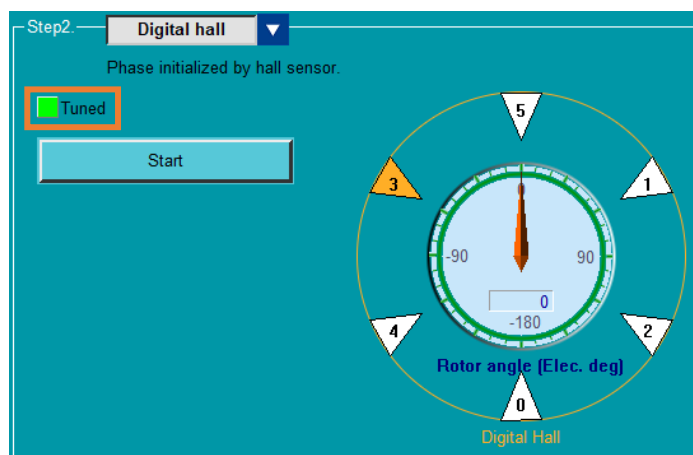 Step2.
Digital hall
Phase initialized by hall sensor.
Tuned
Start
5
3
1
-90
90
0
-180
4
2
Rotor angle (Elec. deg)
0
Digital Hall